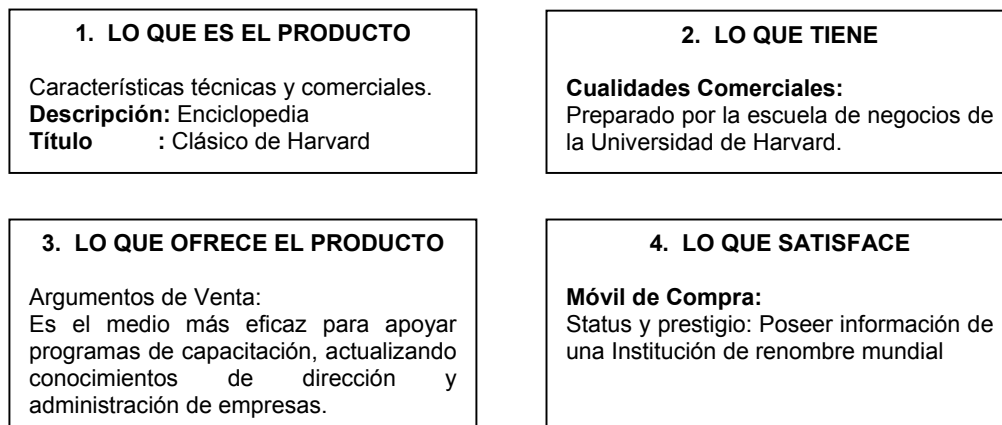 1. LO QUE ES EL PRODUCTO
Características técnicas y comerciales.
Descripción: Enciclopedia
Título : Clásico de Harvard
2. LO QUE TIENE
Cualidades Comerciales:
Preparado por la escuela de negocios de
la Universidad de Harvard.
3. LO QUE OFRECE EL PRODUCTO
Argumentos de Venta:
Es el medio más eficaz para apoyar
programas de capacitación, actualizando
conocimientos de dirección y
administración de empresas.
4. LO QUE SATISFACE
Móvil de Compra:
Status y prestigio: Poseer información de
una Institución de renombre mundial